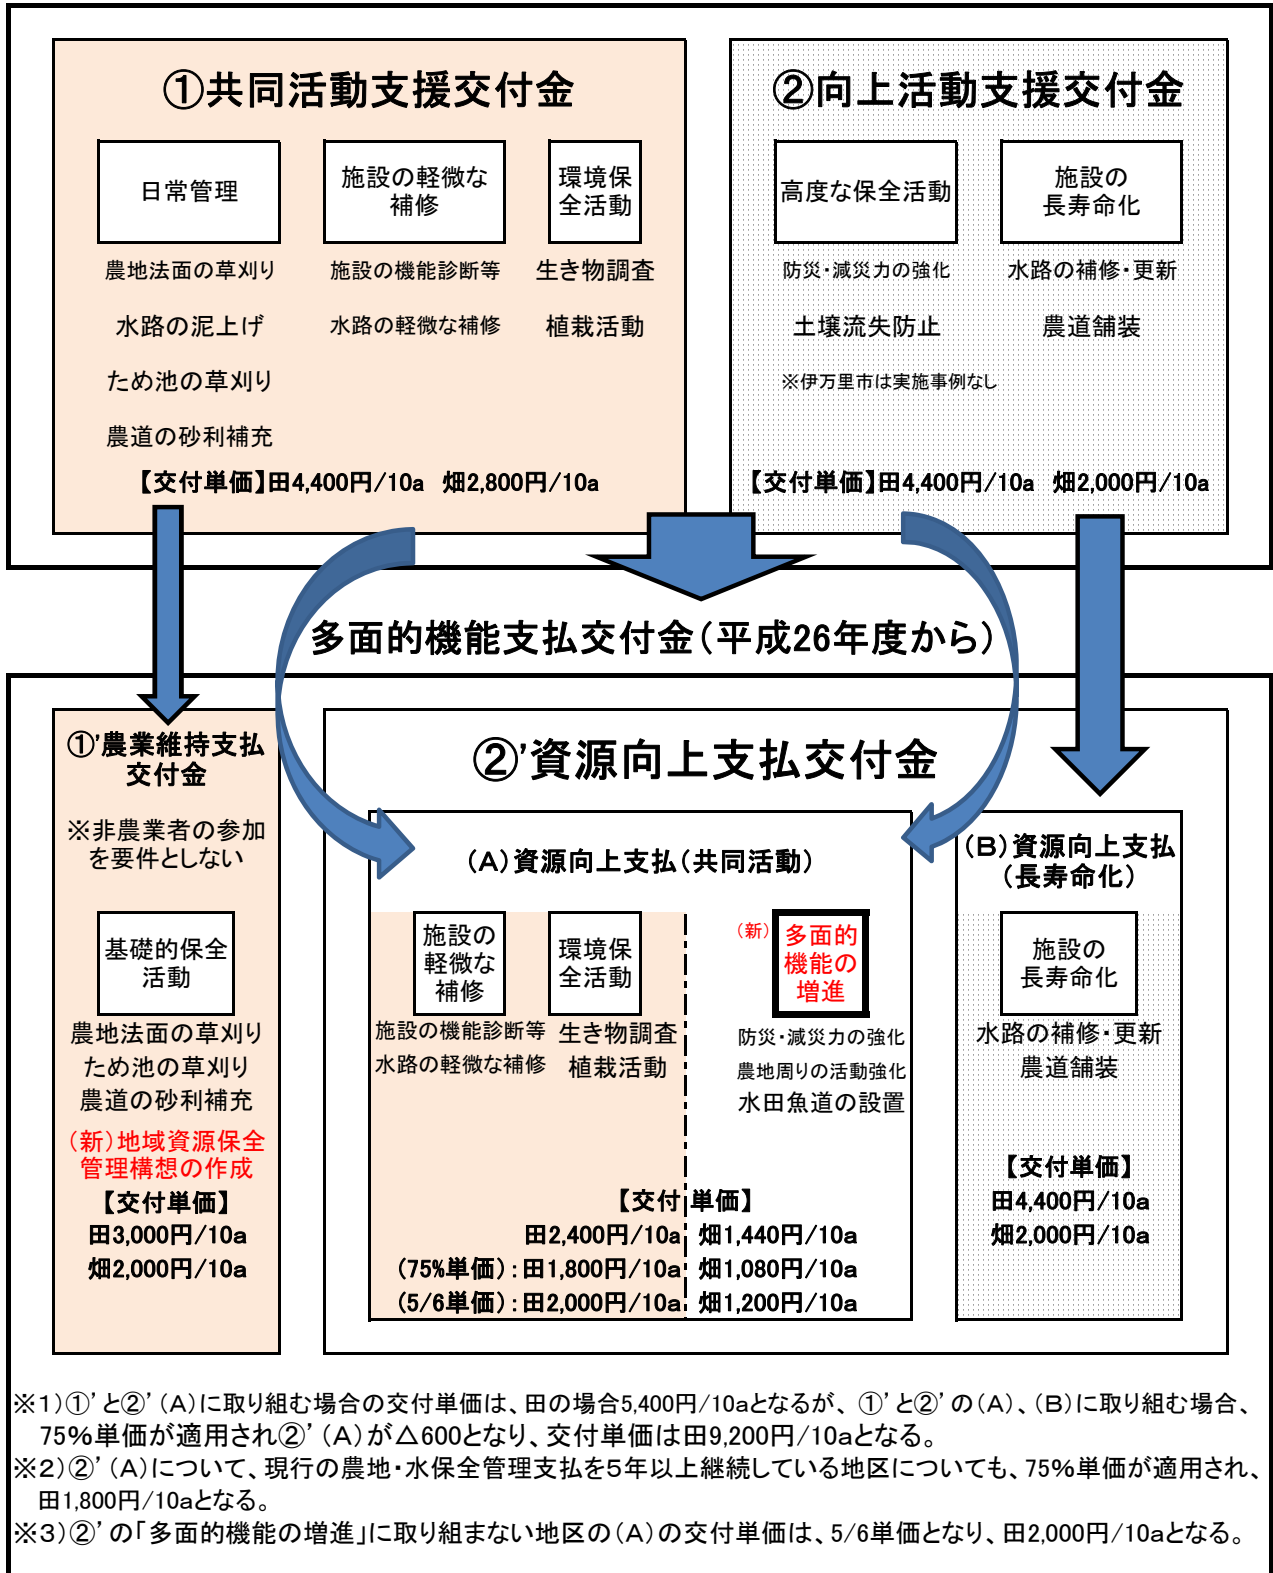 ①共同活動支援交付金
日常管理
農地法面の草刈り
水路の泥上げ
ため池の草刈り
農道の砂利補充
施設の軽微な
補修
施設の機能診断等
水路の軽微な補修
環境保
全活動
生き物調査
植栽活動
【交付単価】田4,400円/10a 畑2,800円/10a
②向上活動支援交付金
高度な保全活動
防災・減災力の強化
土壌流失防止
※伊万里市は実施事例なし
施設の
長寿命化
水路の補修・更新
農道舗装
【交付単価】田4,400円/10a 畑2,000円/10a
多面的機能支払交付金(平成26年度から)
①'農業維持支払
交付金
※非農業者の参加
を要件としない
基礎的保全
活動
農地法面の草刈り
ため池の草刈り
農道の砂利補充
(新)地域資源保全
管理構想の作成
【交付単価】
田3,000円/10a
畑2,000円/10a
②'資源向上支払交付金
(A)資源向上支払(共同活動)
施設の
軽微な
補修
施設の機能診断等
水路の軽微な補修
環境保
全活動
生き物調査
植栽活動
(新)
多面的
機能の
増進
防災・減災力の強化
農地周りの活動強化
水田魚道の設置
【交付単価】
田2,400円/10a 畑1,440円/10a
(75%単価):田1,800円/10a 畑1,080円/10a
(5/6単価):田2,000円/10a 畑1,200円/10a
(B)資源向上支払
(長寿命化)
施設の
長寿命化
水路の補修・更新
農道舗装
【交付単価】
田4,400円/10a
畑2,000円/10a
※1)①'と②'(A)に取り組む場合の交付単価は、田の場合5,400円/10aとなるが、①'と②'の(A)、(B)に取り組む場合、
75%単価が適用され②'(A)が△600となり、交付単価は田9,200円/10aとなる。
※2)②'(A)について、現行の農地・水保全管理支払を5年以上継続している地区についても、75%単価が適用され、
田1,800円/10aとなる。
※3)②'の「多面的機能の増進」に取り組まない地区の(A)の交付単価は、5/6単価となり、田2,000円/10aとなる。